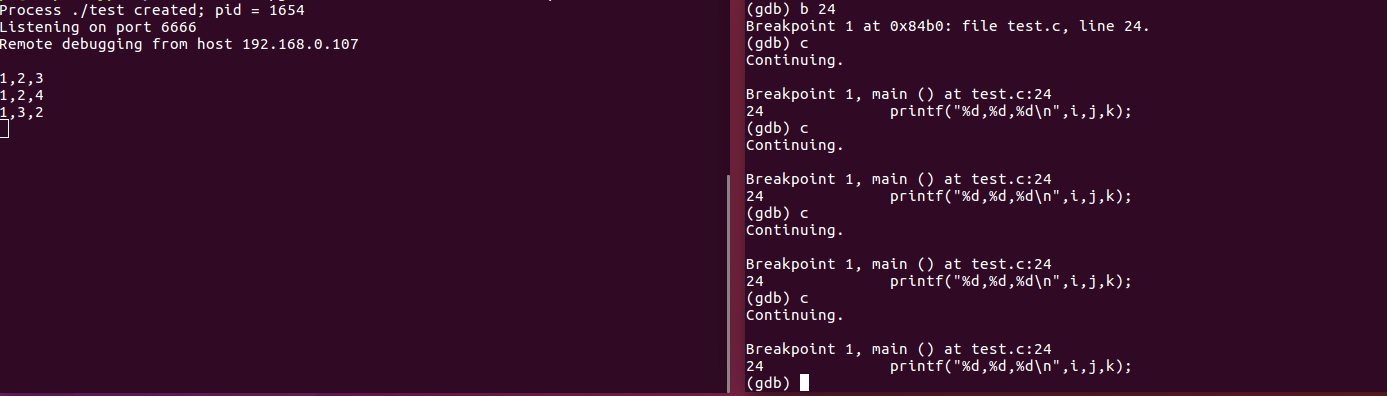 Process ./test created; pid = 1654
Listening on port 6666
Remote debugging from host 192.168.0.107
1,2,3
1,2,4
1,3,2
(gdb) b 24
Breakpoint 1 at 0x84b0: file test.c, line 24.
(gdb) c
Continuing.
Breakpoint 1, main () at test.c:24
24 printf("%d,%d,%d\n",i,j,k);
(gdb) c
Continuing.
Breakpoint 1, main () at test.c:24
24 printf("%d,%d,%d\n",i,j,k);
(gdb) c
Continuing.
Breakpoint 1, main () at test.c:24
24 printf("%d,%d,%d\n",i,j,k);
(gdb) c
Continuing.
Breakpoint 1, main () at test.c:24
24 printf("%d,%d,%d\n",i,j,k);
(gdb)